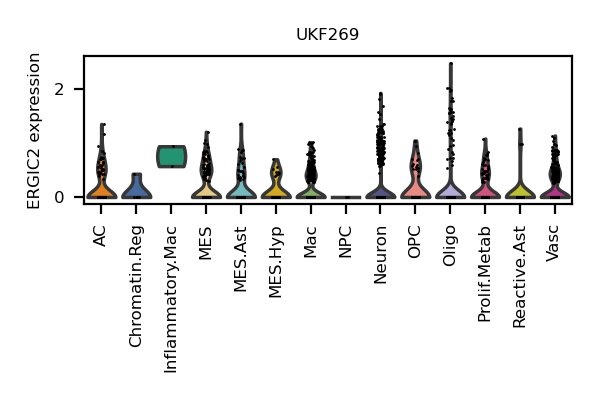 UKF269
ERGIC2 expression
2
0
AC
Chromatin.Reg
Inflammatory.Mac
MES
MES.Ast
MES.Hyp
Mac
NPC
Neuron
OPC
Oligo
Prolif.Metab
Reactive.Ast
Vasc